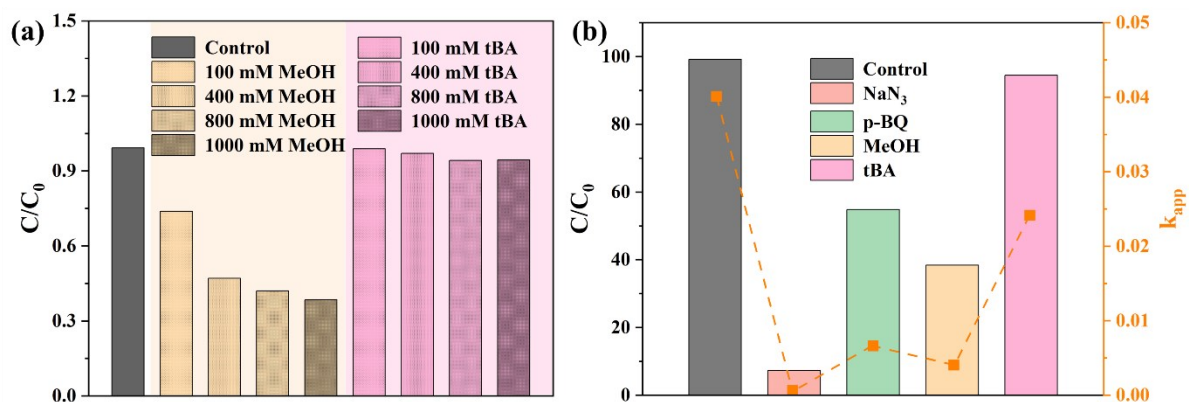 (a)
C/C0
1.5
1.2
0.9
0.6
0.3
0.0
Control
100 mM MeOH
400 mM MeOH
800 mM MeOH
1000 mM MeOH
100 mM tBA
400 mM tBA
800 mM tBA
1000 mM tBA
(b)
C/C0
100
80
60
40
20
0
Control
NaN3
p-BQ
MeOH
tBA
0.05
0.04
0.03
0.02
0.01
0.00
kapp